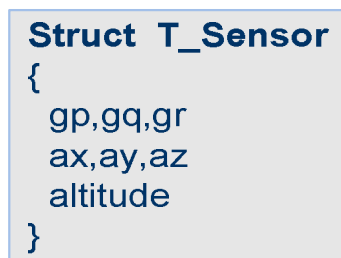 Struct T_Sensor
{
gp,gq,gr
ax,ay,az
altitude
}